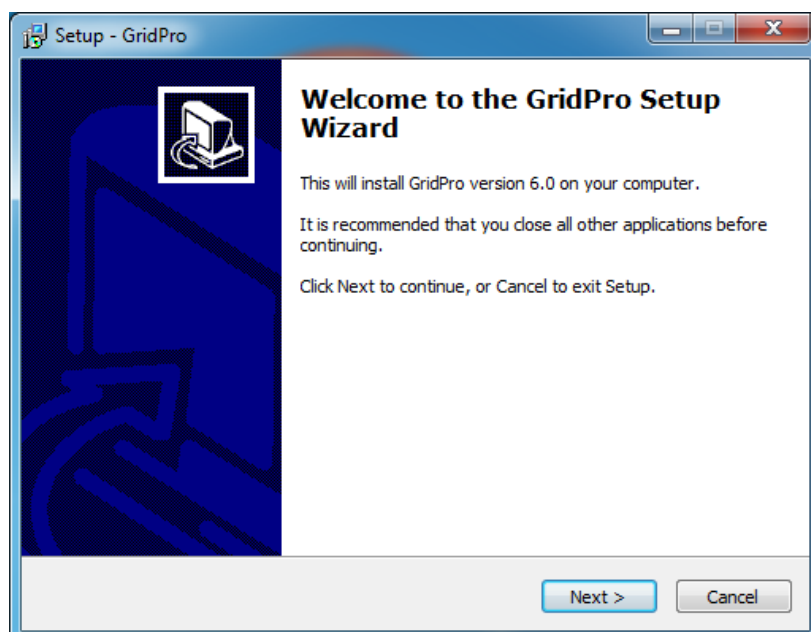 Setup - GridPro
Welcome to the GridPro Setup
Wizard
This will install GridPro version 6.0 on your computer.
It is recommended that you close all other applications before
continuing.
Click Next to continue, or Cancel to exit Setup.
Next >
Cancel